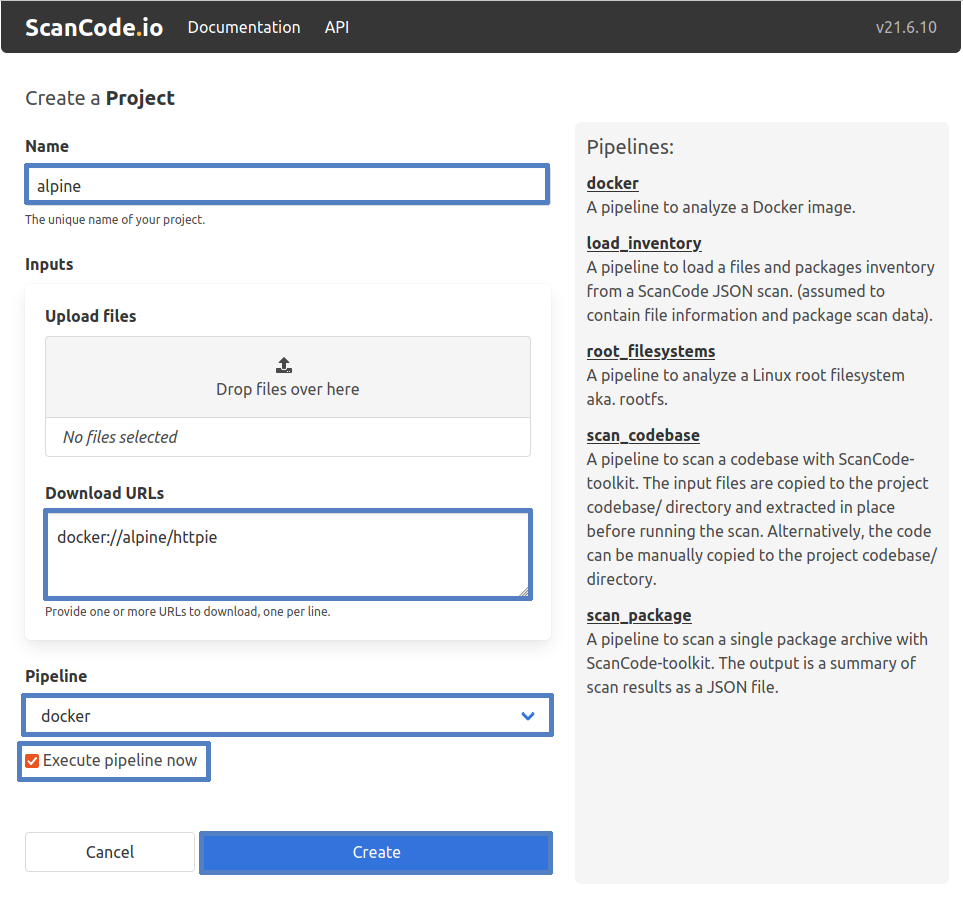 ScanCode.io Documentation API v21.6.10
Create a Project
Name
alpine
The unique name of your project.
Inputs
Upload files
Drop files over here
No files selected
Download URLs
docker://alpine/httpie
Provide one or more URLs to download, one per line.
Pipeline
docker
Execute pipeline now
Cancel
Create
Pipelines:
docker
A pipeline to analyze a Docker image.
load_inventory
A pipeline to load a files and packages inventory
from a ScanCode JSON scan. (assumed to
contain file information and package scan data).
root_filesystems
A pipeline to analyze a Linux root filesystem
aka. rootfs.
scan_codebase
A pipeline to scan a codebase with ScanCode-
toolkit. The input files are copied to the project
codebase/ directory and extracted in place
before running the scan. Alternatively, the code
can be manually copied to the project codebase/
directory.
scan_package
A pipeline to scan a single package archive with
ScanCode-toolkit. The output is a summary of
scan results as a JSON file.